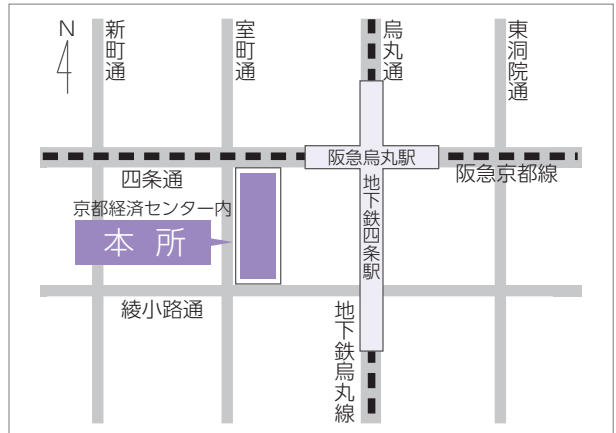 N
新町通
室町通
烏丸通
東洞院通
阪急烏丸駅
四条通
阪急京都線
地下鉄四条駅
京都経済センター内
本所
綾小路通
地下鉄烏丸線